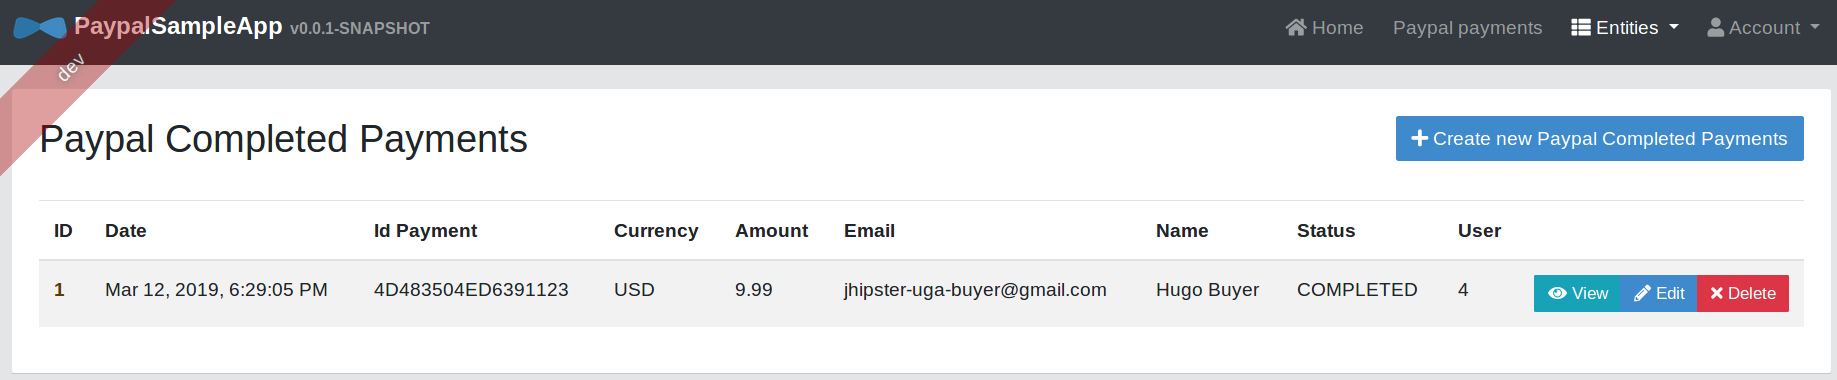 PaypalSampleApp v0.0.1-SNAPSHOT Home Paypal payments Entities Account
dev
Paypal Completed Payments Create new Paypal Completed Payments
ID Date Id Payment Currency Amount Email Name Status User
1 Mar 12, 2019, 6:29:05 PM 4D483504ED6391123 USD 9.99 jhipster-uga-buyer@gmail.com Hugo Buyer COMPLETED 4 View Edit Delete